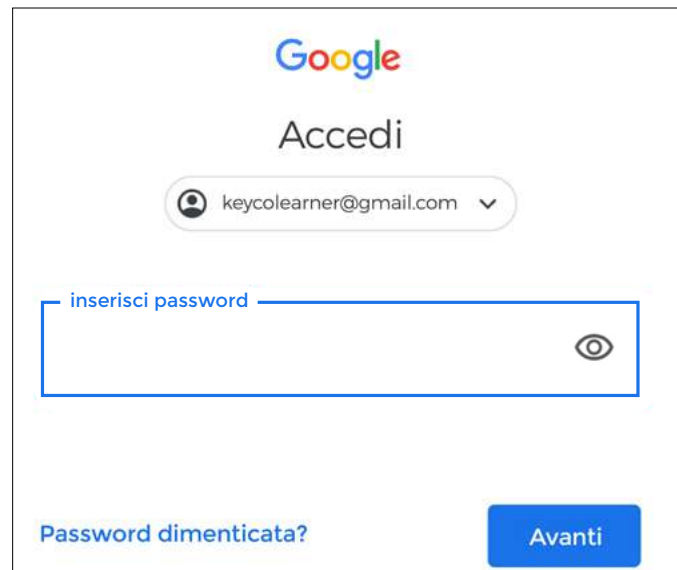 Google
Accedi
keycolearner@gmail.com
inserisci password
Password dimenticata?
Avanti